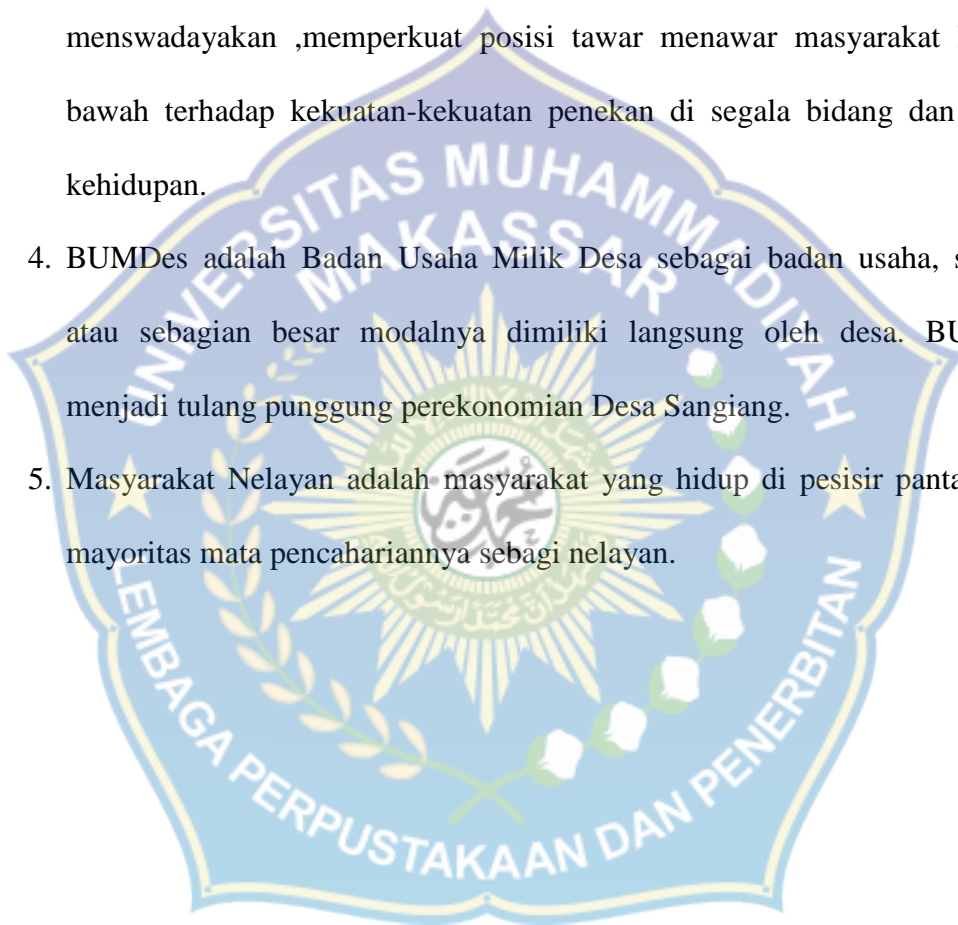 menswadayakan ,memperkuat posisi tawar menawar masyarakat
bawah terhadap kekuatan-kekuatan penekan di segala bidang dan
kehidupan.
4. BUMDes adalah Badan Usaha Milik Desa sebagai badan usaha,
atau sebagian besar modalnya dimiliki langsung oleh desa.
menjadi tulang punggung perekonomian Desa Sangiang.
5. Masyarakat Nelayan adalah masyarakat yang hidup di pesisir
mayoritas mata pencahariannya sebagi nelayan.
UNIVERSITAS MUHAMMADIYAH
MAKASSAR
LEMBAGA PERPUSTAKAAN DAN PENERBITAN